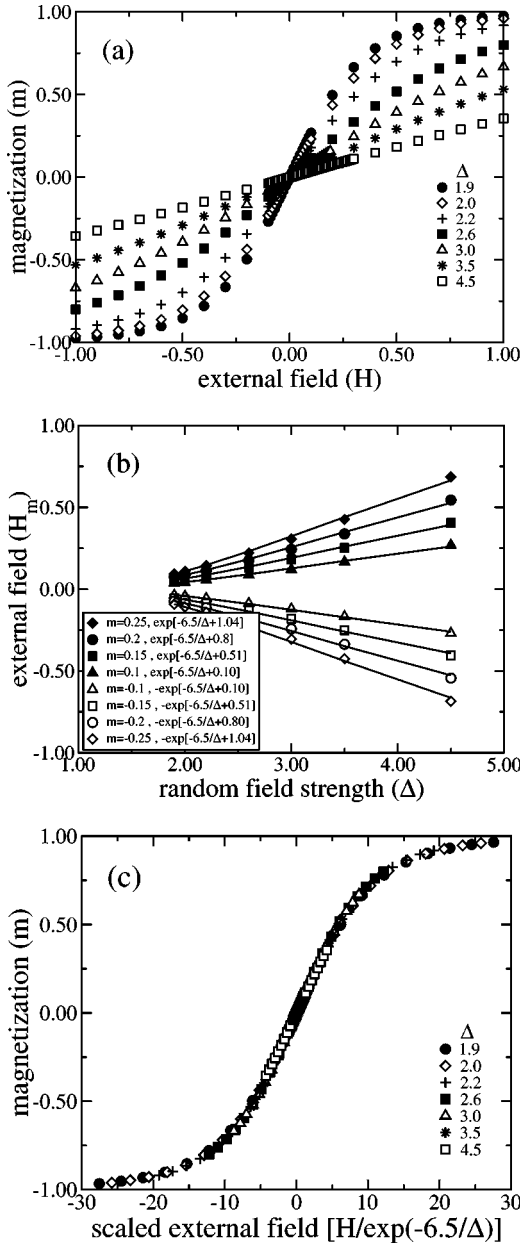 (a)
magnetization (m)
1.00
0.50
0.00
-0.50
-1.00
-1.00
-0.50
0.00
0.50
1.00
external field (H)
Δ
1.9
2.0
2.2
2.6
3.0
3.5
4.5
(b)
external field (Hm)
1.00
0.50
0.00
-0.50
-1.00
1.00
2.00
3.00
4.00
5.00
random field strength (Δ)
m=0.25, exp[-6.5/Δ+1.04]
m=0.2 , exp[-6.5/Δ+0.8]
m=0.15 , exp[-6.5/Δ+0.51]
m=0.1 , exp[-6.5/Δ+0.10]
m=-0.1 , -exp[-6.5/Δ+0.10]
m=-0.15 , -exp[-6.5/Δ+0.51]
m=-0.2 , -exp[-6.5/Δ+0.80]
m=-0.25, -exp[-6.5/Δ+1.04]
(c)
magnetization (m)
1.00
0.50
0.00
-0.50
-1.00
-30
-20
-10
0
10
20
30
scaled external field [H/exp(-6.5/Δ)]
Δ
1.9
2.0
2.2
2.6
3.0
3.5
4.5